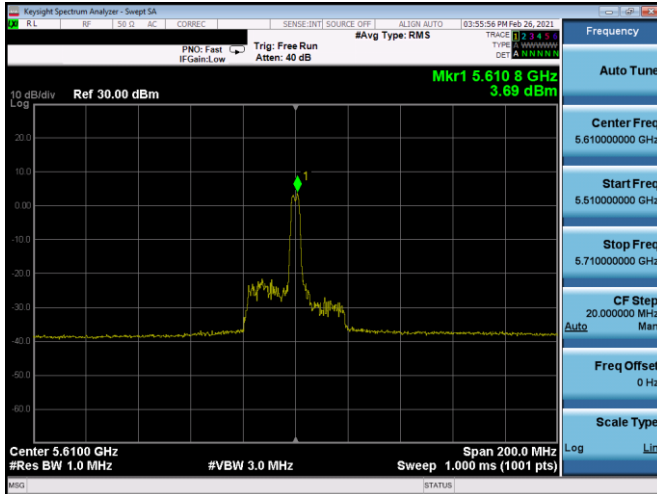 Keysight Spectrum Analyzer - Swept SA
RL RF 50 Ω AC CORREC SENSE:INT SOURCE OFF ALIGN AUTO 03:55:56 PM Feb 26, 2021
#Avg Type: RMS
TRACE 1 2 3 4 5 6
PNO: Fast Trig: Free Run TYPE A WWWWW
IFGain:Low Atten: 40 dB DET A N N N N N
Mkr1 5.610 8 GHz
3.69 dBm
10 dB/div Ref 30.00 dBm
Log
20.0
10.0
0.00
-10.0
-20.0
-30.0
-40.0
-50.0
-60.0
1
Center 5.6100 GHz Span 200.0 MHz
#Res BW 1.0 MHz #VBW 3.0 MHz Sweep 1.000 ms (1001 pts)
MSG STATUS
Frequency
Auto Tune
Center Freq
5.610000000 GHz
Start Freq
5.510000000 GHz
Stop Freq
5.710000000 GHz
CF Step
20.000000 MHz
Auto Man
Freq Offset
0 Hz
Scale Type
Log Lin